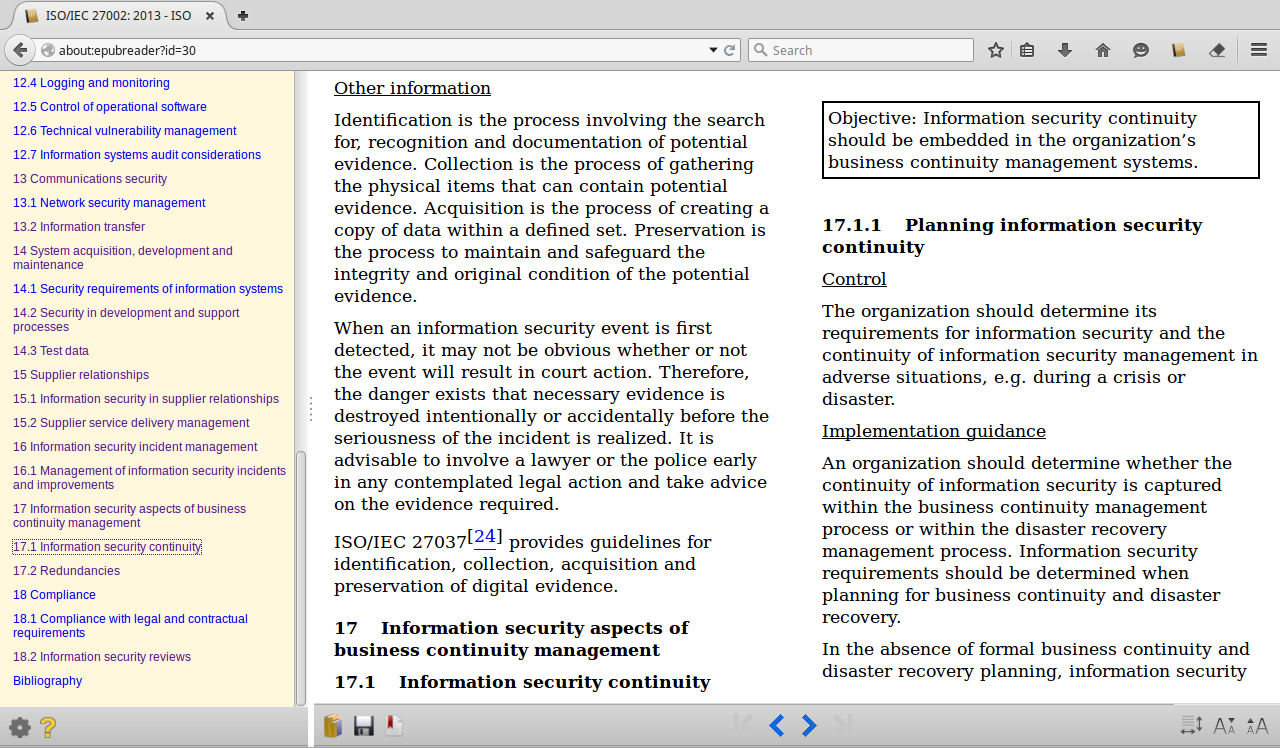 ISO/IEC 27002: 2013 - ISO
about:epubreader?id=30
Search
12.4 Logging and monitoring
12.5 Control of operational software
12.6 Technical vulnerability management
12.7 Information systems audit considerations
13 Communications security
13.1 Network security management
13.2 Information transfer
14 System acquisition, development and
maintenance
14.1 Security requirements of information systems
14.2 Security in development and support
processes
14.3 Test data
15 Supplier relationships
15.1 Information security in supplier relationships
15.2 Supplier service delivery management
16 Information security incident management
16.1 Management of information security incidents
and improvements
17 Information security aspects of business
continuity management
17.1 Information security continuity
17.2 Redundancies
18 Compliance
18.1 Compliance with legal and contractual
requirements
18.2 Information security reviews
Bibliography
Other information
Identification is the process involving the search
for, recognition and documentation of potential
evidence. Collection is the process of gathering
the physical items that can contain potential
evidence. Acquisition is the process of creating a
copy of data within a defined set. Preservation is
the process to maintain and safeguard the
integrity and original condition of the potential
evidence.
When an information security event is first
detected, it may not be obvious whether or not
the event will result in court action. Therefore,
the danger exists that necessary evidence is
destroyed intentionally or accidentally before the
seriousness of the incident is realized. It is
advisable to involve a lawyer or the police early
in any contemplated legal action and take advice
on the evidence required.
ISO/IEC 27037[24] provides guidelines for
identification, collection, acquisition and
preservation of digital evidence.
17 Information security aspects of
business continuity management
17.1 Information security continuity
Objective: Information security continuity
should be embedded in the organization’s
business continuity management systems.
17.1.1 Planning information security
continuity
Control
The organization should determine its
requirements for information security and the
continuity of information security management in
adverse situations, e.g. during a crisis or
disaster.
Implementation guidance
An organization should determine whether the
continuity of information security is captured
within the business continuity management
process or within the disaster recovery
management process. Information security
requirements should be determined when
planning for business continuity and disaster
recovery.
In the absence of formal business continuity and
disaster recovery planning, information security